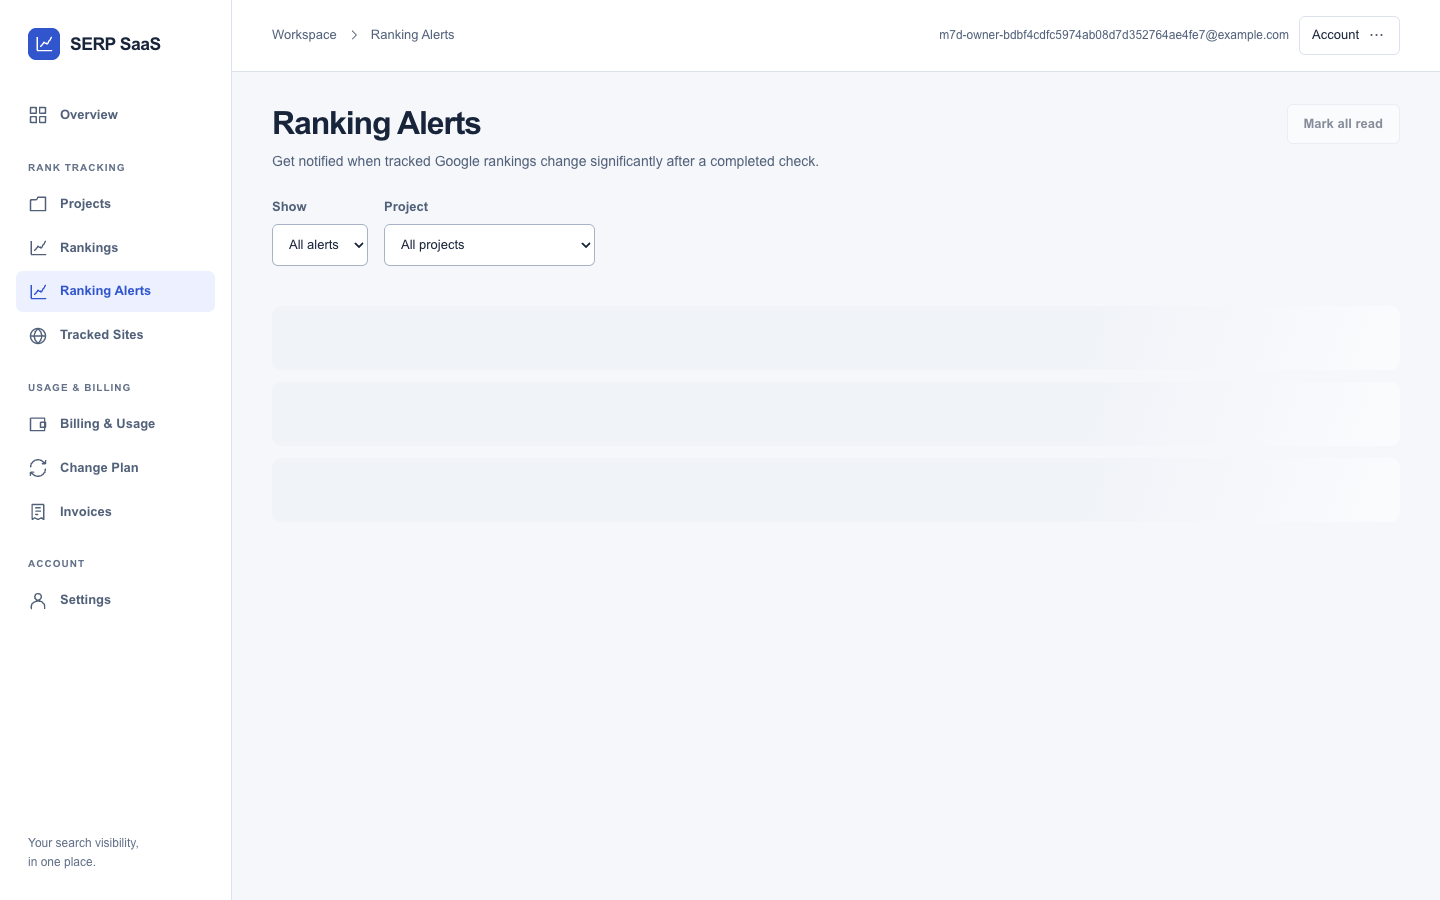 SERP SaaS
Overview
RANK TRACKING
Projects
Rankings
Ranking Alerts
Tracked Sites
USAGE & BILLING
Billing & Usage
Change Plan
Invoices
ACCOUNT
Settings
Your search visibility,
in one place.
Workspace
Ranking Alerts
m7d-owner-bdbf4cdfc5974ab08d7d352764ae4fe7@example.com
Account ···
Ranking Alerts
Mark all read
Get notified when tracked Google rankings change significantly after a completed check.
Show
Project
All alerts
All projects